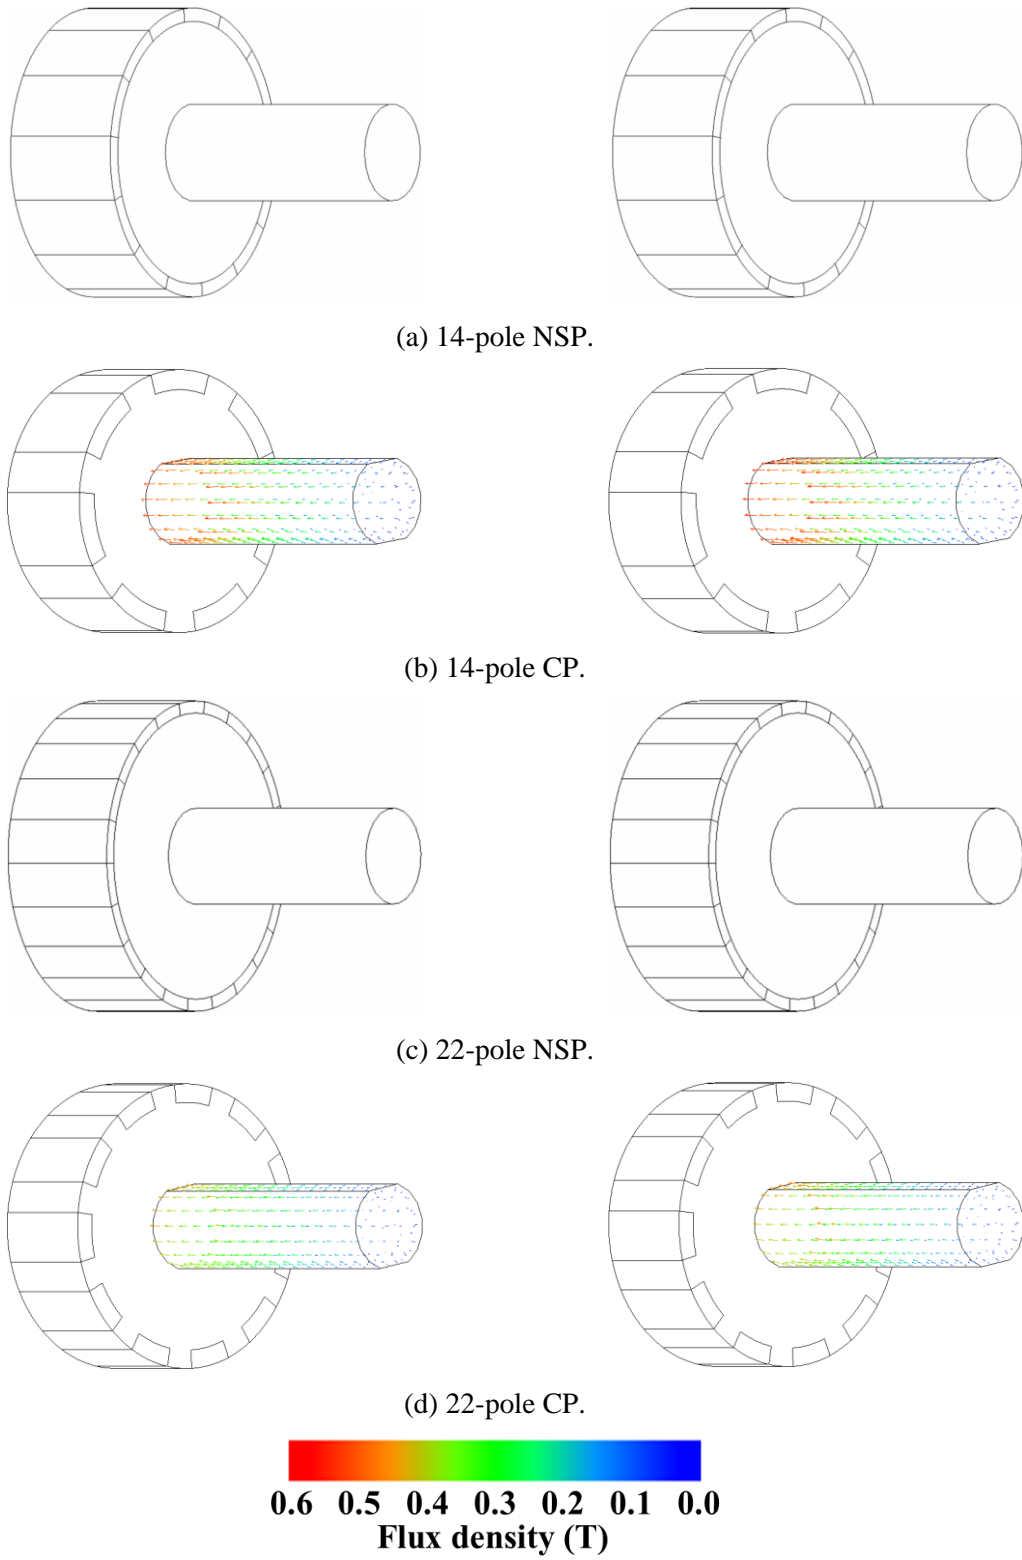 (a) 14-pole NSP.
(b) 14-pole CP.
(c) 22-pole NSP.
(d) 22-pole CP.
0.6 0.5 0.4 0.3 0.2 0.1 0.0
Flux density (T)